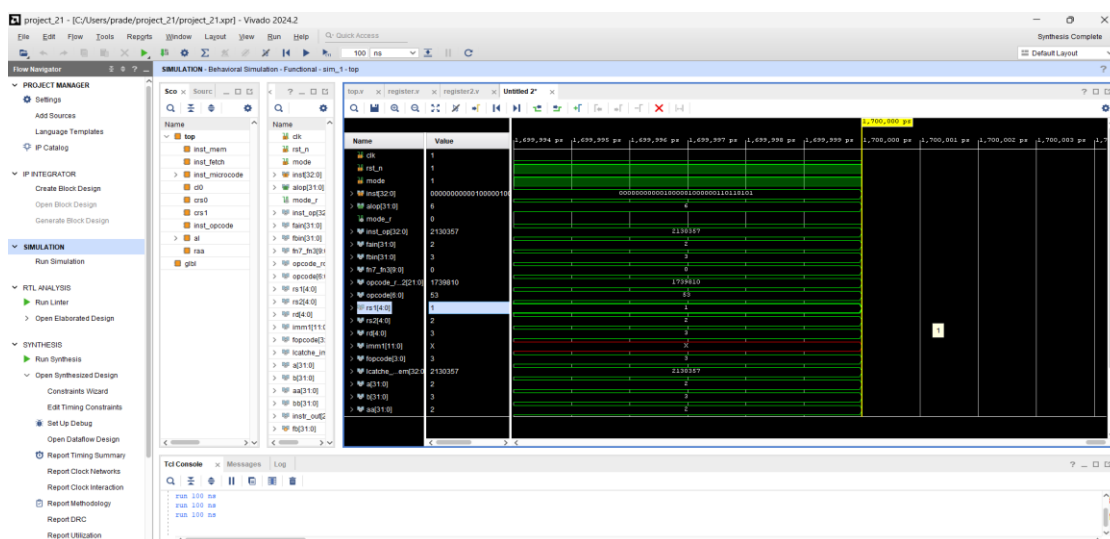 project_21 - [C:/Users/prade/project_21/project_21.xpr] - Vivado 2024.2
File Edit Flow Tools Reports Window Layout View Run Help Q- Quick Access
Synthesis Complete
100 ns
Default Layout
Flow Navigator
SIMULATION - Behavioral Simulation - Functional - sim_1 - top
PROJECT MANAGER
Settings
Add Sources
Language Templates
IP Catalog
IP INTEGRATOR
Create Block Design
Open Block Design
Generate Block Design
SIMULATION
Run Simulation
RTL ANALYSIS
Run Linter
Open Elaborated Design
SYNTHESIS
Run Synthesis
Open Synthesized Design
Constraints Wizard
Edit Timing Constraints
Set Up Debug
Open Dataflow Design
Report Timing Summary
Report Clock Networks
Report Clock Interaction
Report Methodology
Report DRC
Report Utilization
Sco Sourc
Name
top
inst_mem
inst_fetch
inst_microcode
cl0
crs0
crs1
inst_opcode
al
raa
glbl
Name
clk
rst_n
mode
inst[32:0]
alop[31:0]
mode_r
inst_op[32
fain[31:0]
fbin[31:0]
fn7_fn3[9:
opcode_re
opcode[6:
rs1[4:0]
rs2[4:0]
rd[4:0]
imm1[11:0
fopcode[3:
lcatche_in
a[31:0]
b[31:0]
aa[31:0]
bb[31:0]
instr_out[2
fb[31:0]
top.v register.v register2.v Untitled 2*
1,700,000 ps
Name Value 1,699,994 ps 1,699,995 ps 1,699,996 ps 1,699,997 ps 1,699,998 ps 1,699,999 ps 1,700,000 ps 1,700,001 ps 1,700,002 ps 1,700,003 ps
clk 1
rst_n 1
mode 1
inst[32:0]
alop[31:0] 6 6
mode_r 0
inst_op[32:0] 2130357 2130357
fain[31:0] 2 2
fbin[31:0] 3 3
fn7_fn3[9:0] 0 0
opcode_r...2[21:0] 1739810 1739810
opcode[6:0] 53 53
rs1[4:0] 1 1
rs2[4:0] 2 2
rd[4:0] 3 3
1
imm1[11:0] X X
fopcode[3:0] 3 3
lcatche_...em[32:0 2130357 2130357
a[31:0] 2 2
b[31:0] 3 3
aa[31:0] 2 2
Tcl Console Messages Log
run 100 ns
run 100 ns
run 100 ns